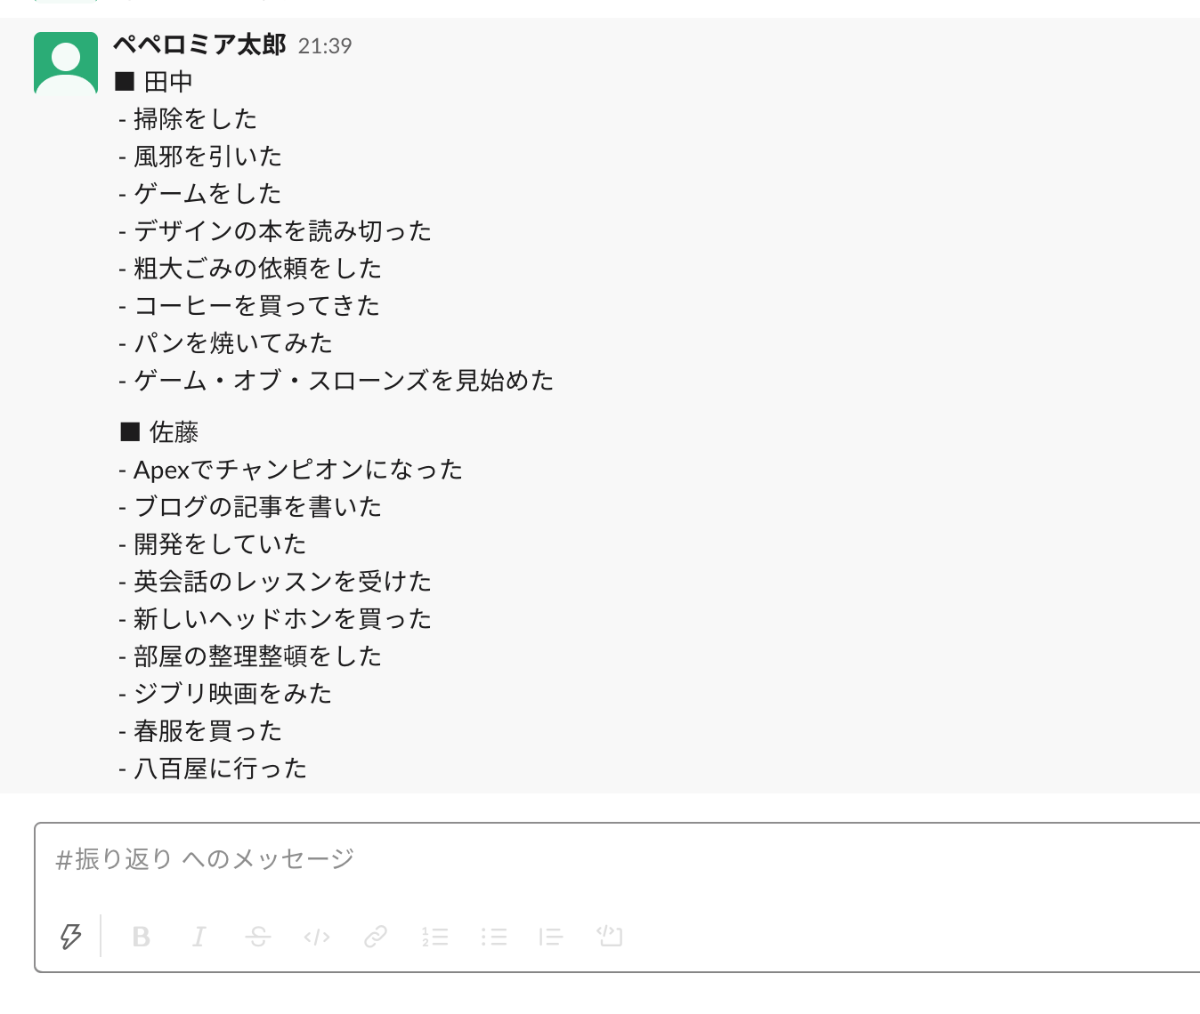 ペペロミア太郎 21:39
■ 田中
- 掃除をした
- 風邪を引いた
- ゲームをした
- デザインの本を読み切った
- 粗大ごみの依頼をした
- コーヒーを買ってきた
- パンを焼いてみた
- ゲーム・オブ・スローンズを見始めた
■ 佐藤
- Apexでチャンピオンになった
- ブログの記事を書いた
- 開発をしていた
- 英会話のレッスンを受けた
- 新しいヘッドホンを買った
- 部屋の整理整頓をした
- ジブリ映画をみた
- 春服を買った
- 八百屋に行った
#振り返り へのメッセージ